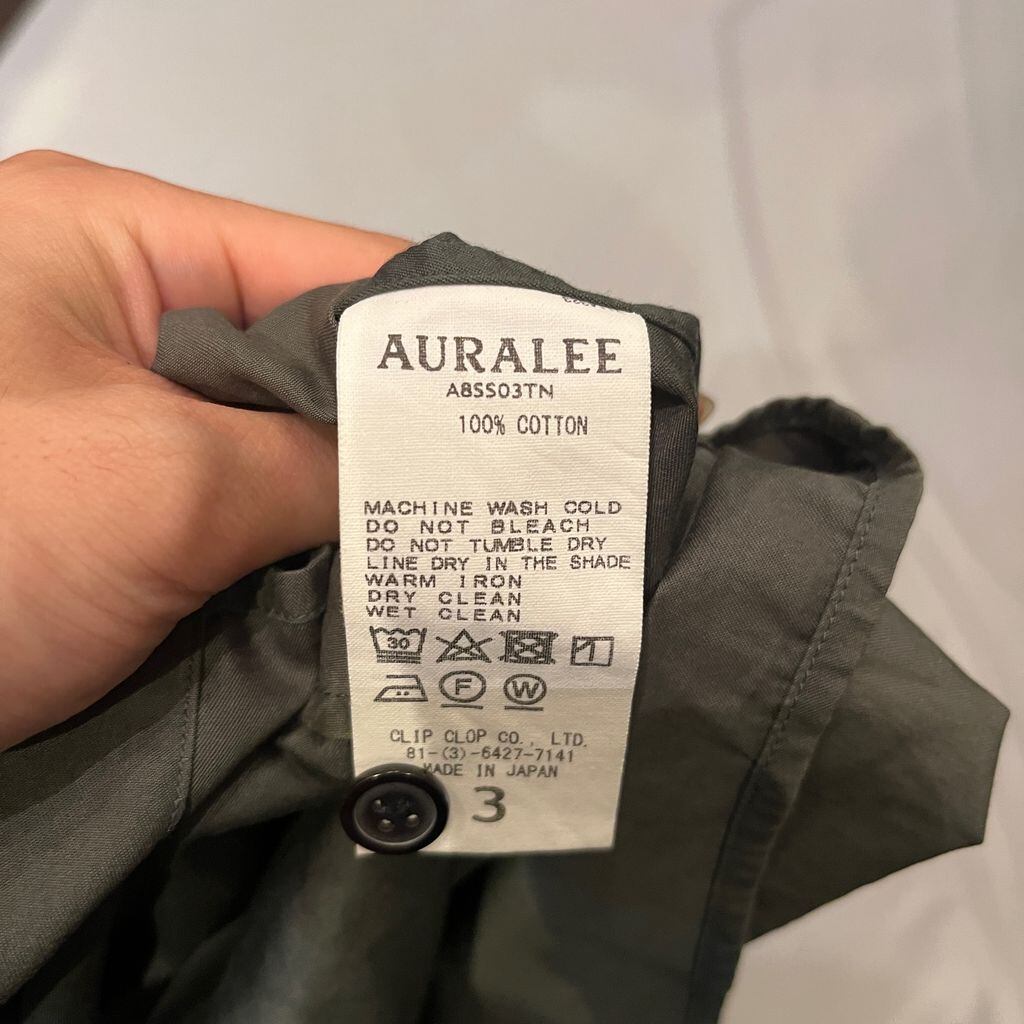 AURALEE
A8SS03TN
100% COTTON
MACHINE WASH COLD
DO NOT BLEACH
DO NOT TUMBLE DRY
LINE DRY IN THE SHADE
WARM IRON
DRY CLEAN
WET CLEAN
30
F W
CLIP CLOP CO., LTD.
81-(3)-6427-7141
MADE IN JAPAN
3